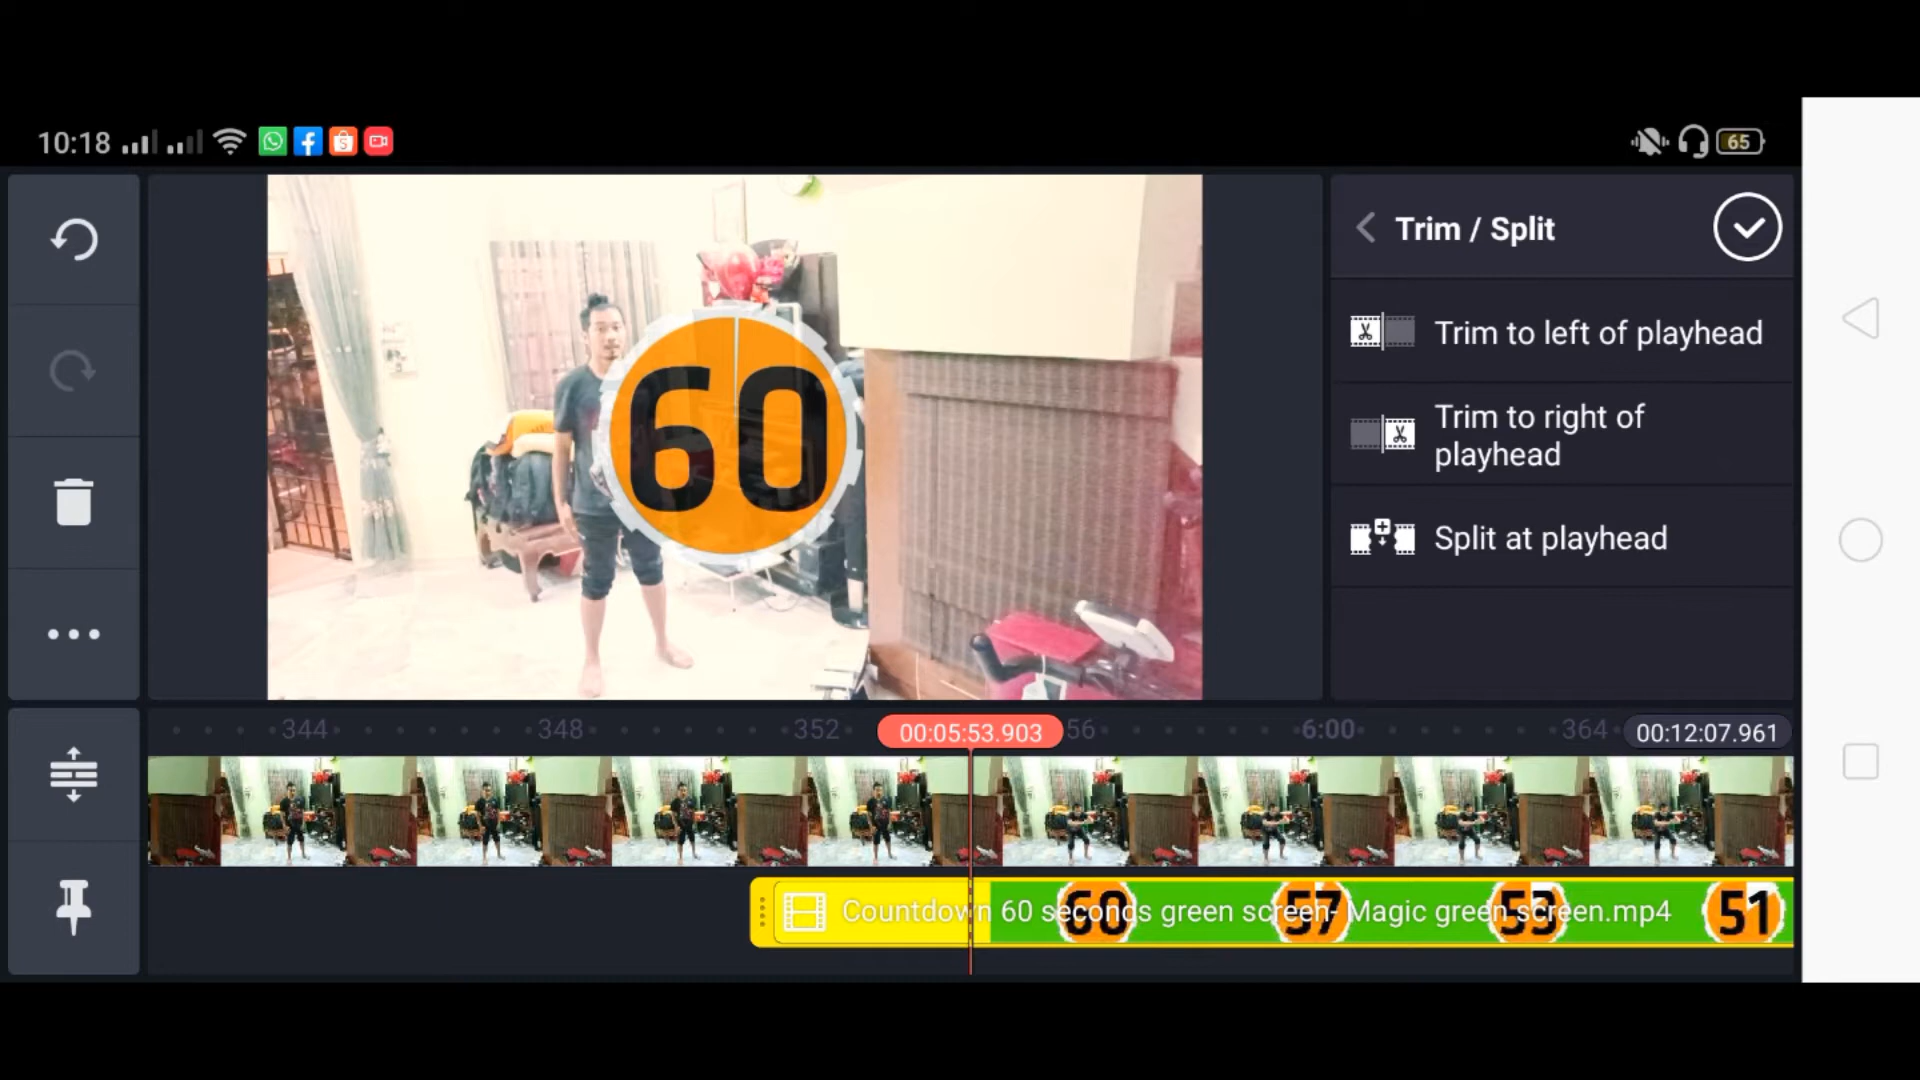 10:18
65
Trim / Split
Trim to left of playhead
Trim to right of
playhead
Split at playhead
60
344
348
352
00:05:53.903
56
6:00
364
00:12:07.961
Countdown 60 seconds green screen- Magic green screen.mp4
60
57
53
51